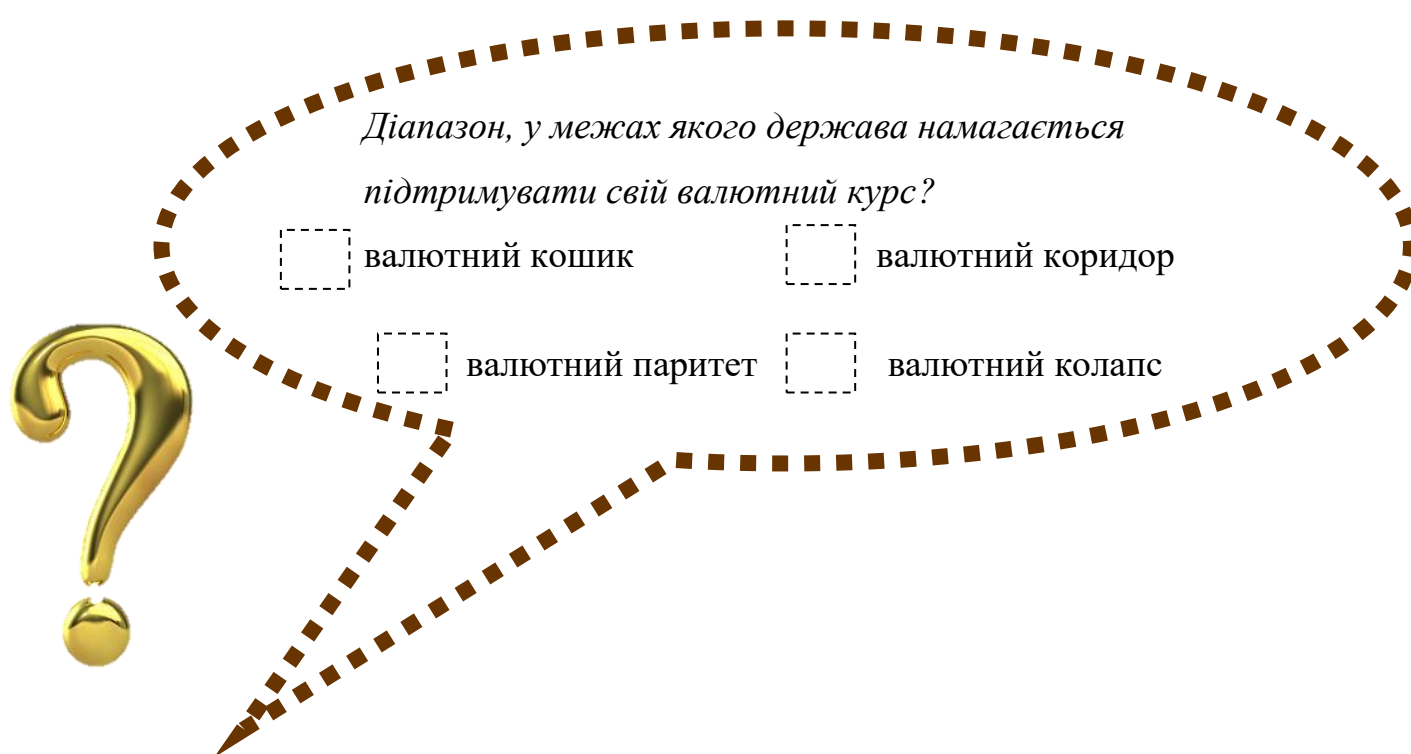 Діапазон, у межах якого держава намагається
підтримувати свій валютний курс?
валютний кошик валютний коридор
валютний паритет валютний колапс